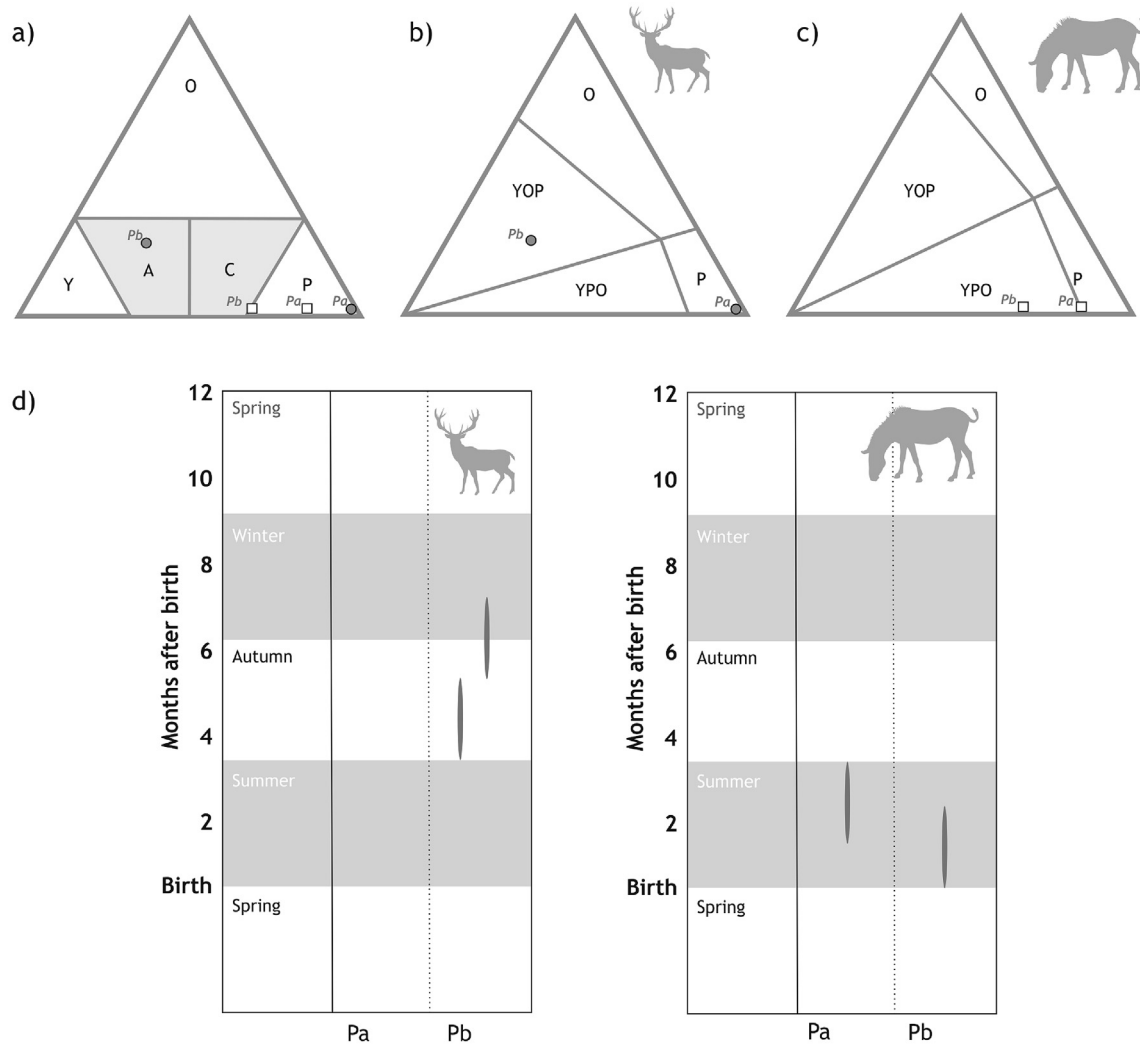 a)
O
Pb
Y
A
C
P
Pb
Pa
Pa
b)
O
YOP
Pb
YPO
P
Pa
c)
O
YOP
P
YPO
Pb
Pa
d)
Months after birth
12
10
8
6
4
2
Birth
Spring
Winter
Autumn
Summer
Spring
Pa
Pb
Months after birth
12
10
8
6
4
2
Birth
Spring
Winter
Autumn
Summer
Spring
Pa
Pb